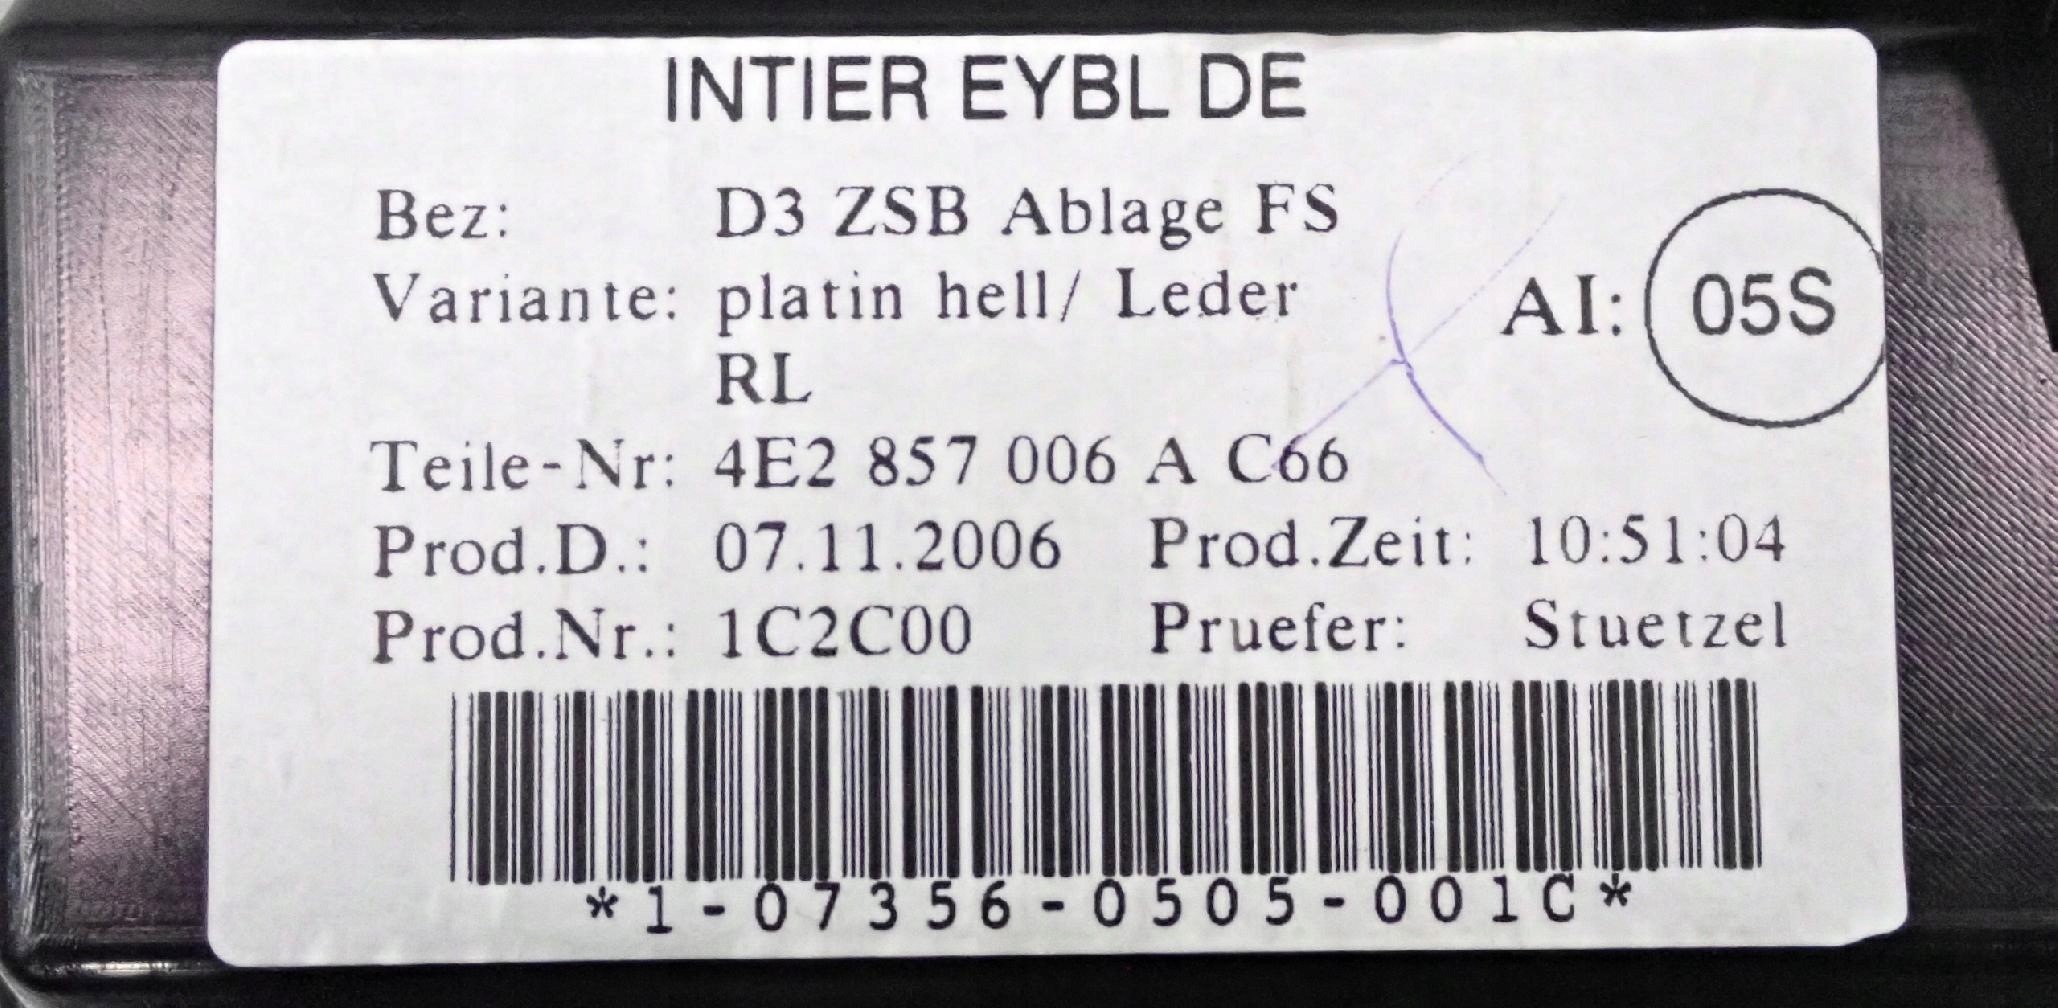 INTIER EYBL DE
Bez: D3 ZSB Ablage FS
Variante: platin hell/ Leder
RL
AI: 05S
Teile-Nr: 4E2 857 006 A C66
Prod.D.: 07.11.2006 Prod.Zeit: 10:51:04
Prod.Nr.: 1C2C00 Pruefer: Stuetzel
*1-07356-0505-001C*